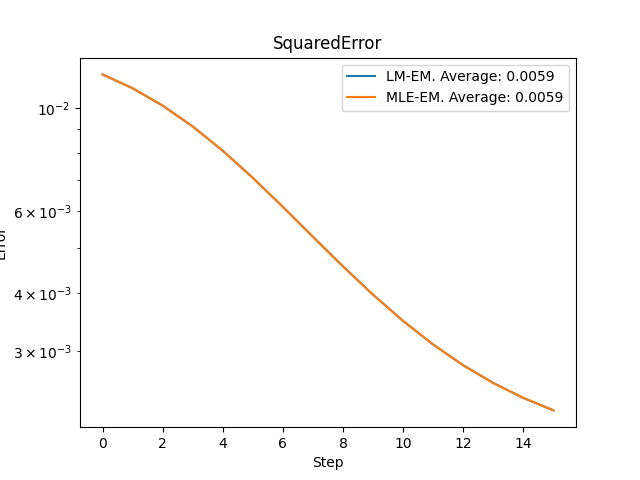 SquaredError
LM-EM. Average: 0.0059
MLE-EM. Average: 0.0059
10⁻²
6 × 10⁻³
4 × 10⁻³
3 × 10⁻³
Error
0 2 4 6 8 10 12 14
Step